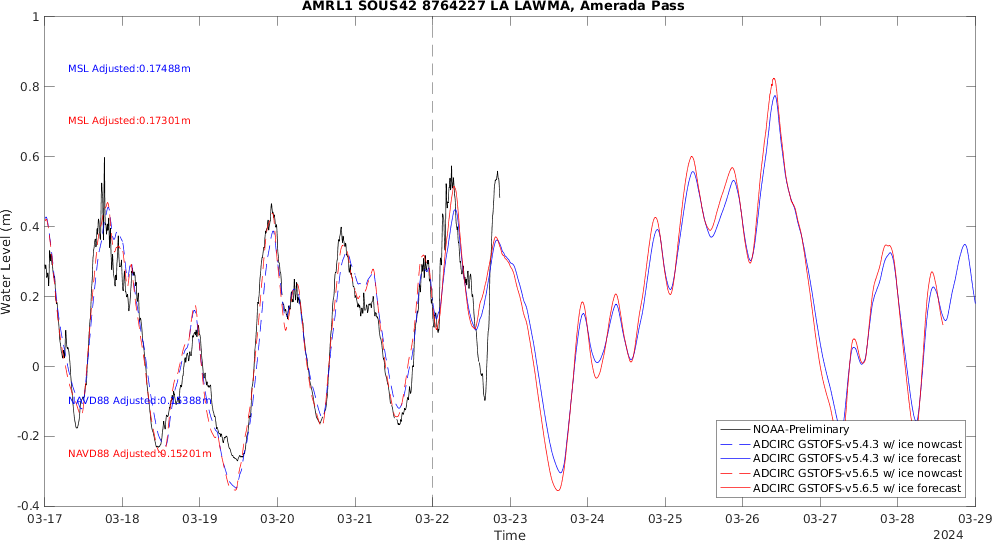 AMRL1 SOUS42 8764227 LA LAWMA, Amerada Pass
1
0.8
0.6
0.4
0.2
0
-0.2
-0.4
Water Level (m)
MSL Adjusted:0.17488m
MSL Adjusted:0.17301m
NAVD88 Adjusted:0.15388m
NAVD88 Adjusted:0.15201m
NOAA-Preliminary
ADCIRC GSTOFS-v5.4.3 w/ ice nowcast
ADCIRC GSTOFS-v5.4.3 w/ ice forecast
ADCIRC GSTOFS-v5.6.5 w/ ice nowcast
ADCIRC GSTOFS-v5.6.5 w/ ice forecast
03-17 03-18 03-19 03-20 03-21 03-22 03-23 03-24 03-25 03-26 03-27 03-28 03-29
Time
2024